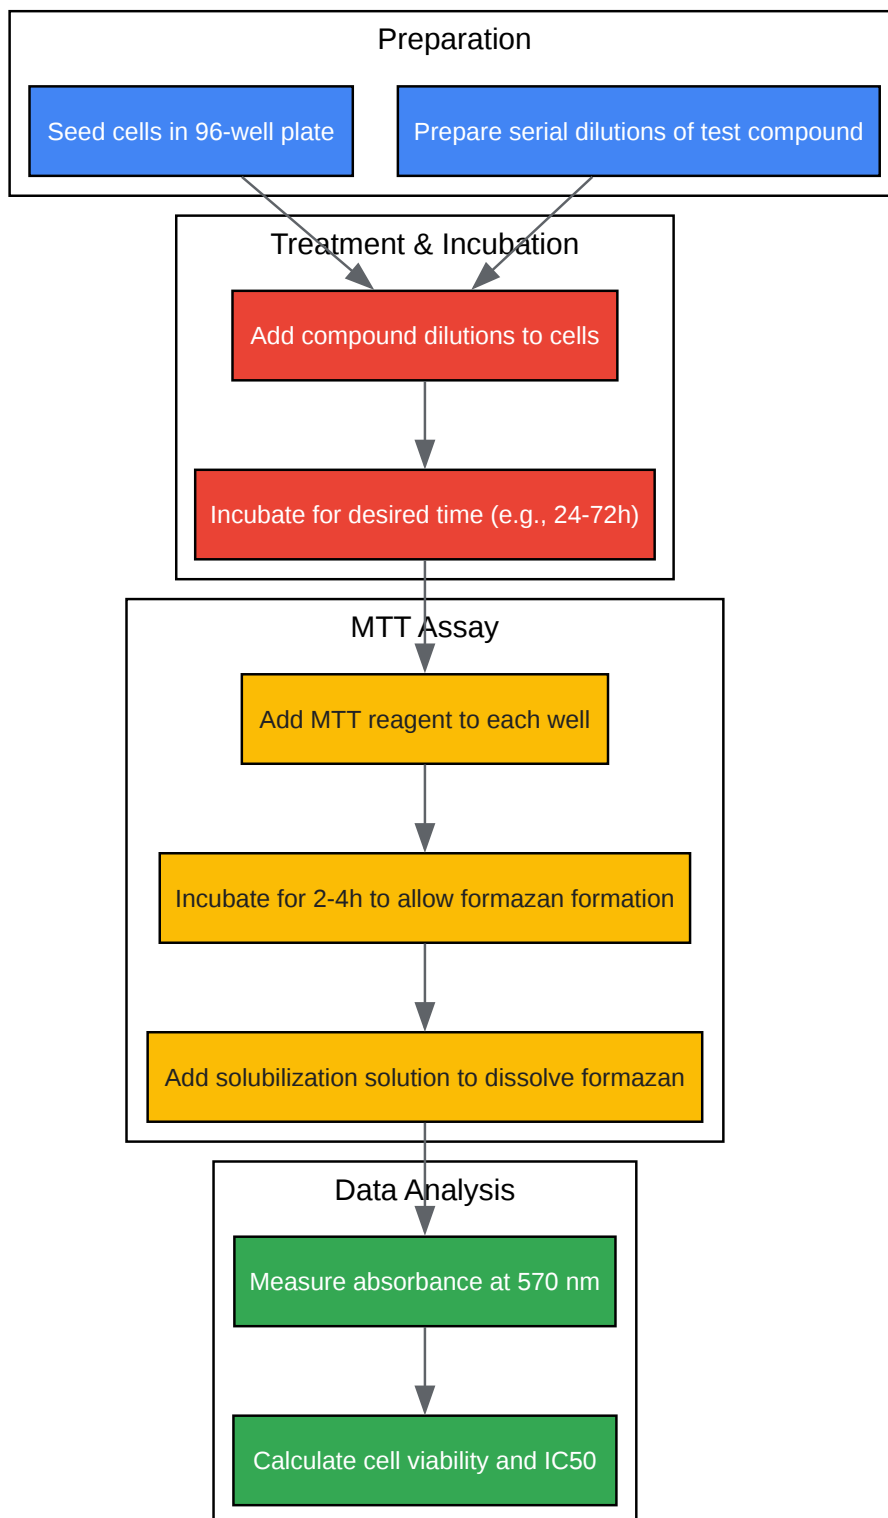 Preparation
Seed cells in 96-well plate
Prepare serial dilutions of test compound
Treatment & Incubation
Add compound dilutions to cells
Incubate for desired time (e.g., 24-72h)
MTT Assay
Add MTT reagent to each well
Incubate for 2-4h to allow formazan formation
Add solubilization solution to dissolve formazan
Data Analysis
Measure absorbance at 570 nm
Calculate cell viability and IC50